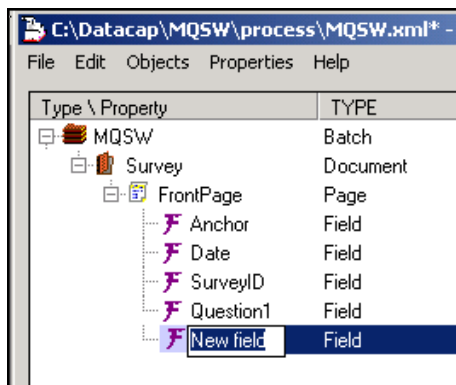 C:\Datacap\MQSW\process\MQSW.xml* -
File Edit Objects Properties Help
Type \ Property TYPE
MQSW Batch
Survey Document
FrontPage Page
Anchor Field
Date Field
SurveyID Field
Question1 Field
New field Field